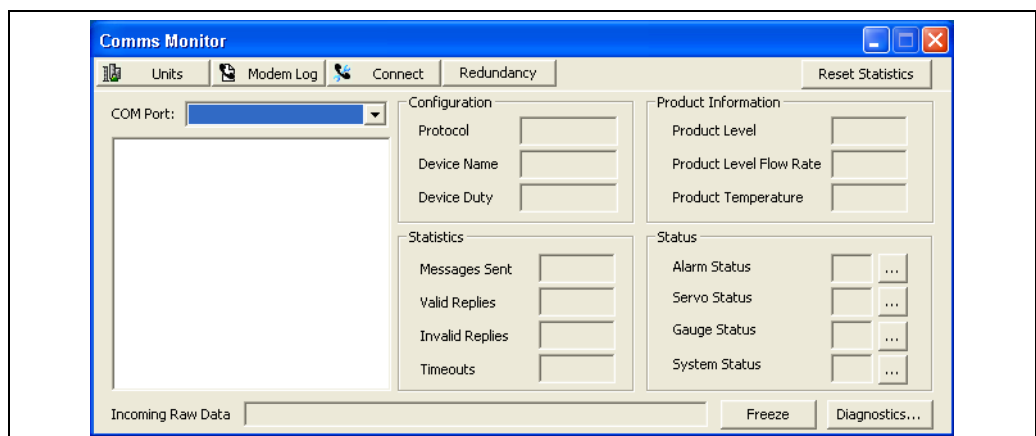 Comms Monitor
Units Modem Log Connect Redundancy Reset Statistics
COM Port:
Configuration
Protocol
Device Name
Device Duty
Product Information
Product Level
Product Level Flow Rate
Product Temperature
Statistics
Messages Sent
Valid Replies
Invalid Replies
Timeouts
Status
Alarm Status ...
Servo Status ...
Gauge Status ...
System Status ...
Incoming Raw Data Freeze Diagnostics...